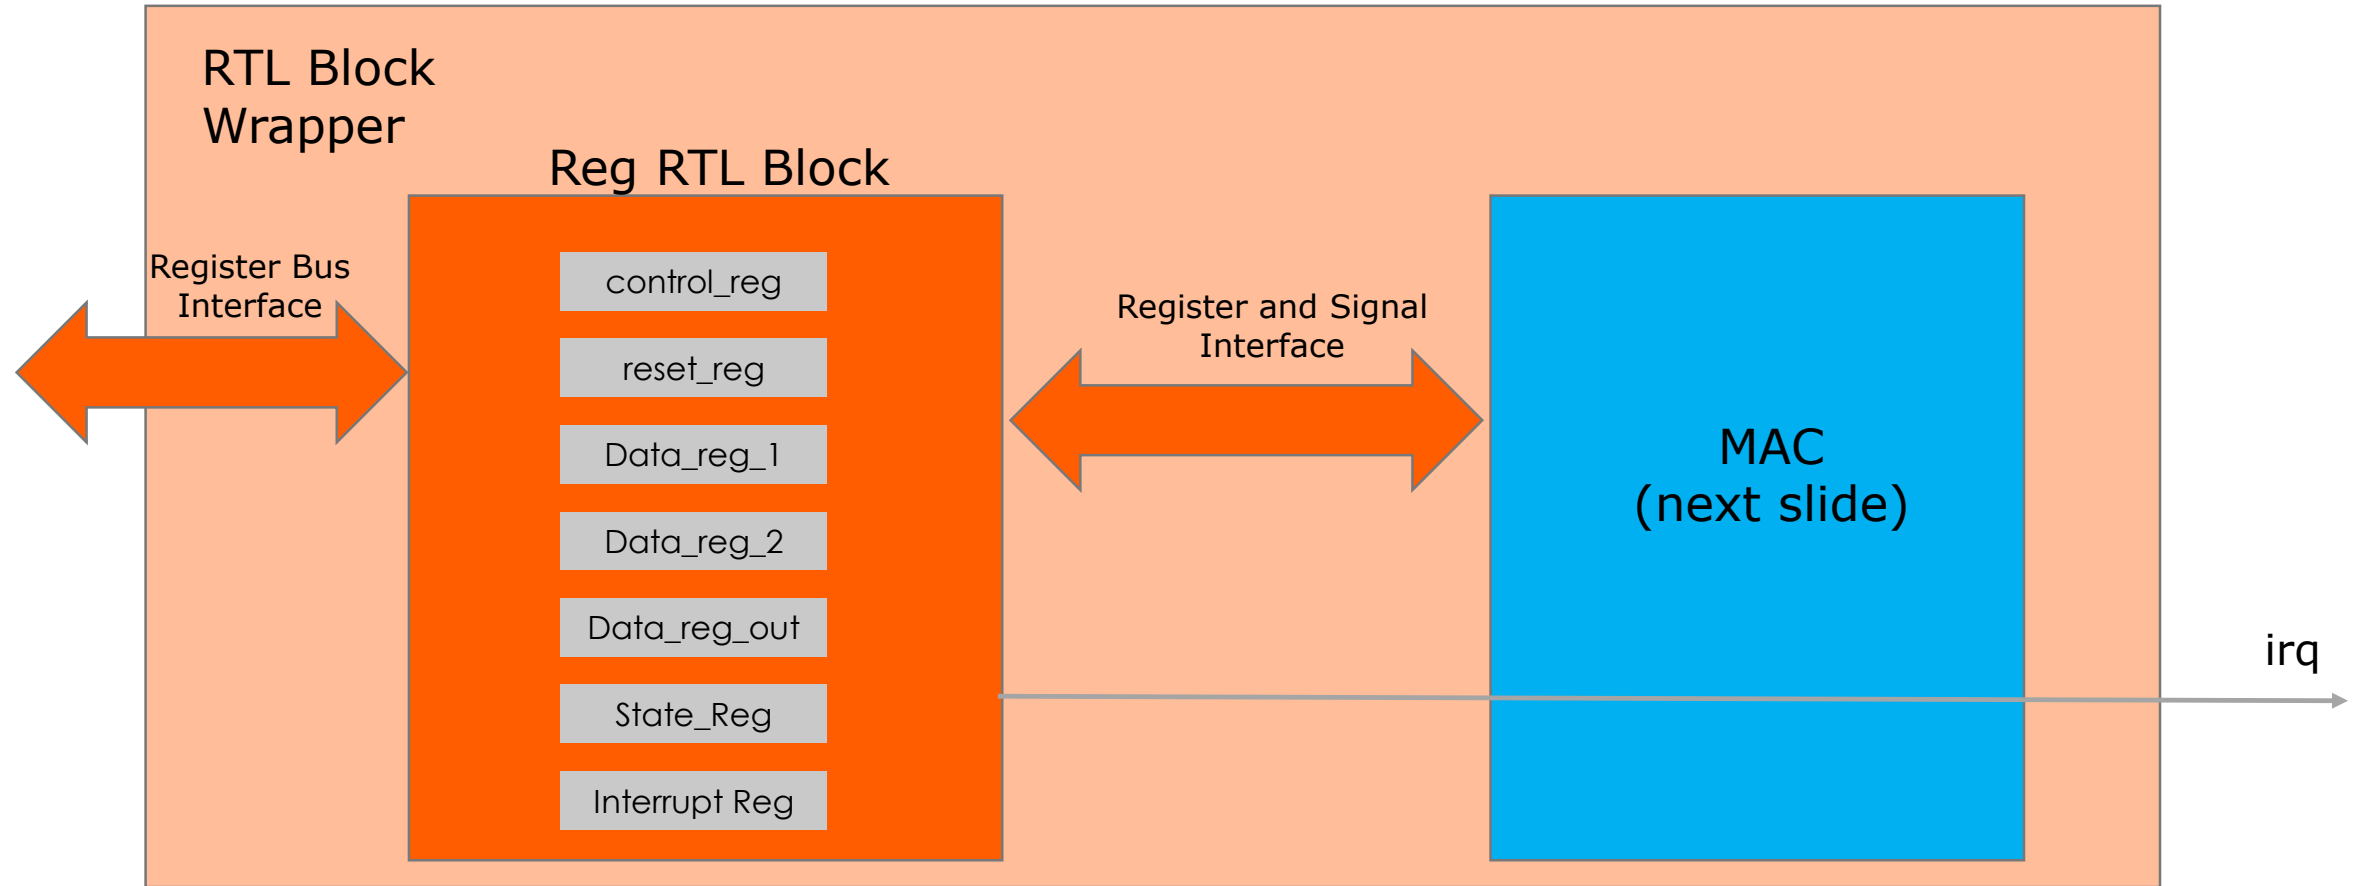 RTL Block
Wrapper
Reg RTL Block
Register Bus
Interface
control_reg
reset_reg
Data_reg_1
Data_reg_2
Data_reg_out
State_Reg
Interrupt Reg
Register and Signal
Interface
MAC
(next slide)
irq